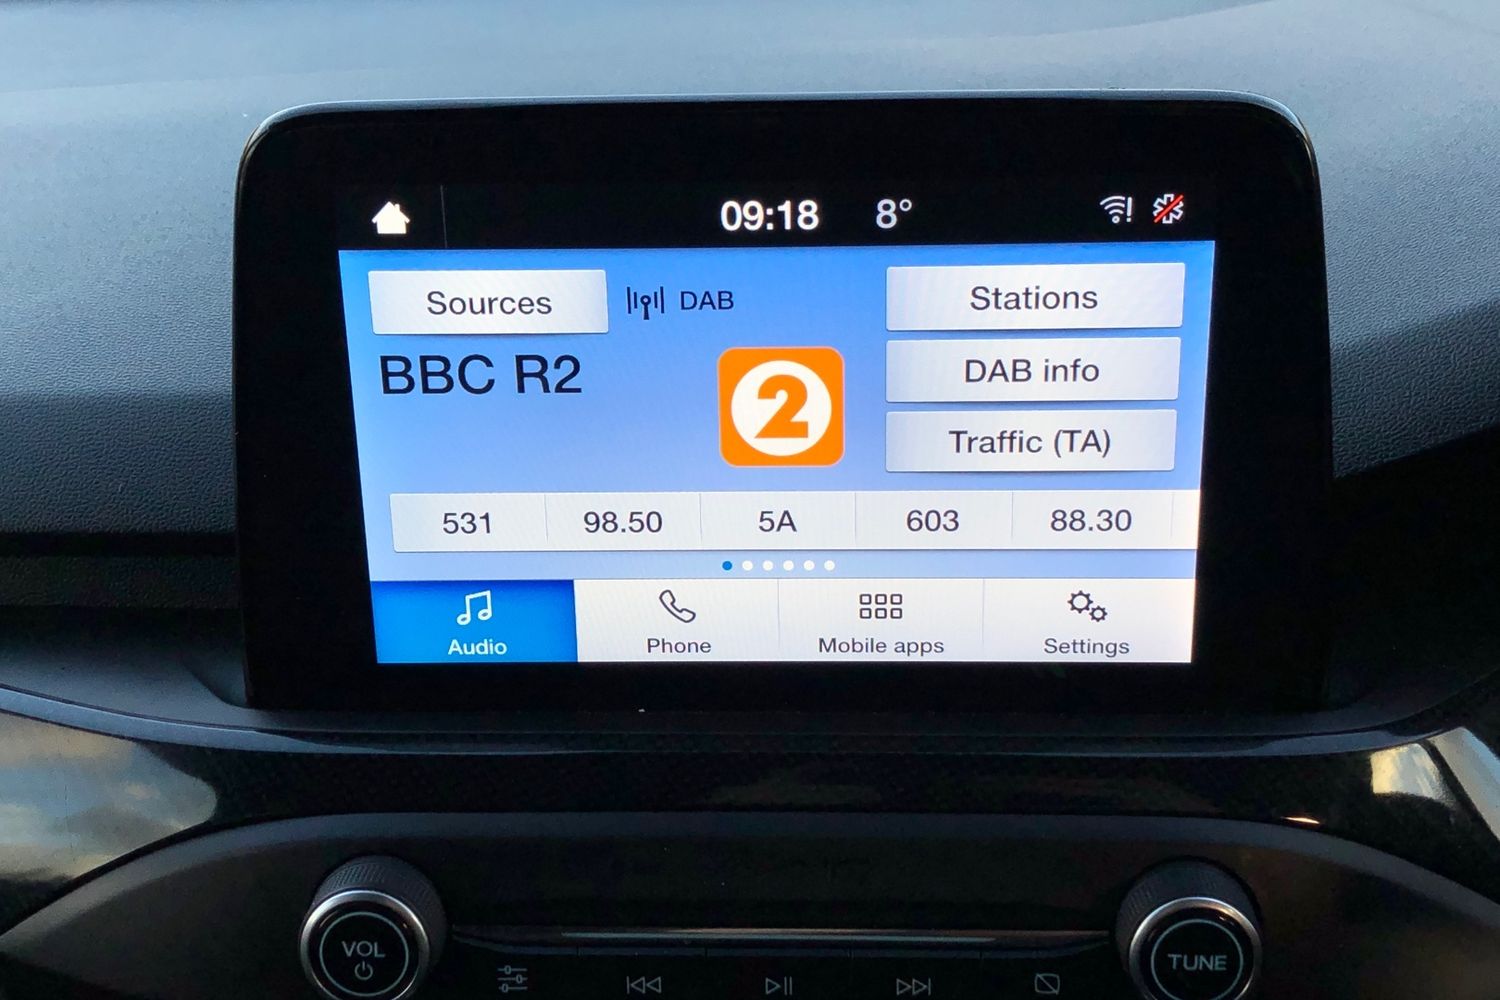 09:18 8°
Sources DAB Stations
BBC R2
2
DAB info
Traffic (TA)
531 98.50 5A 603 88.30
Audio Phone Mobile apps Settings
VOL TUNE